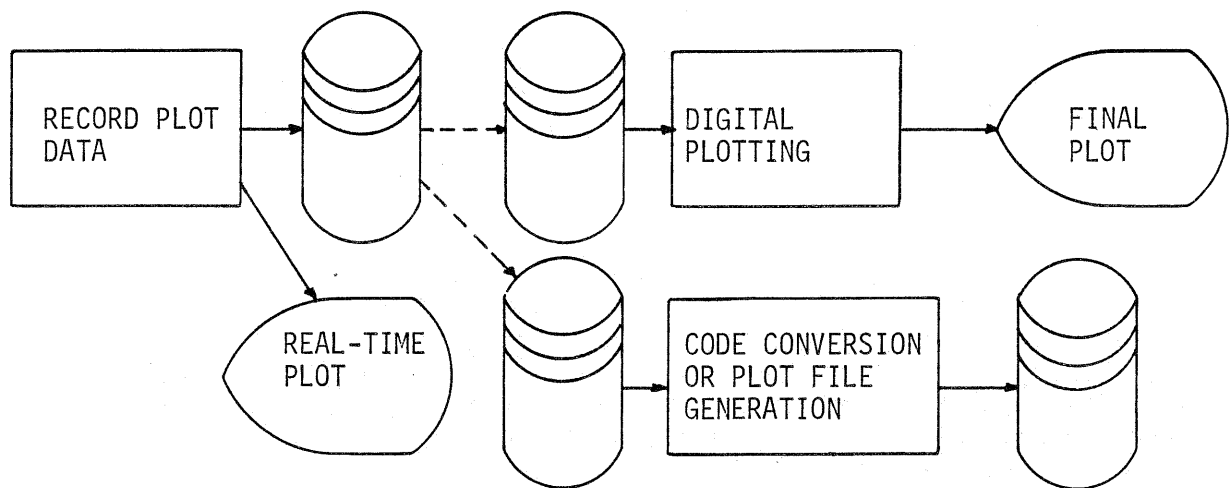 RECORD PLOT
DATA
DIGITAL
PLOTTING
FINAL
PLOT
REAL-TIME
PLOT
CODE CONVERSION
OR PLOT FILE
GENERATION